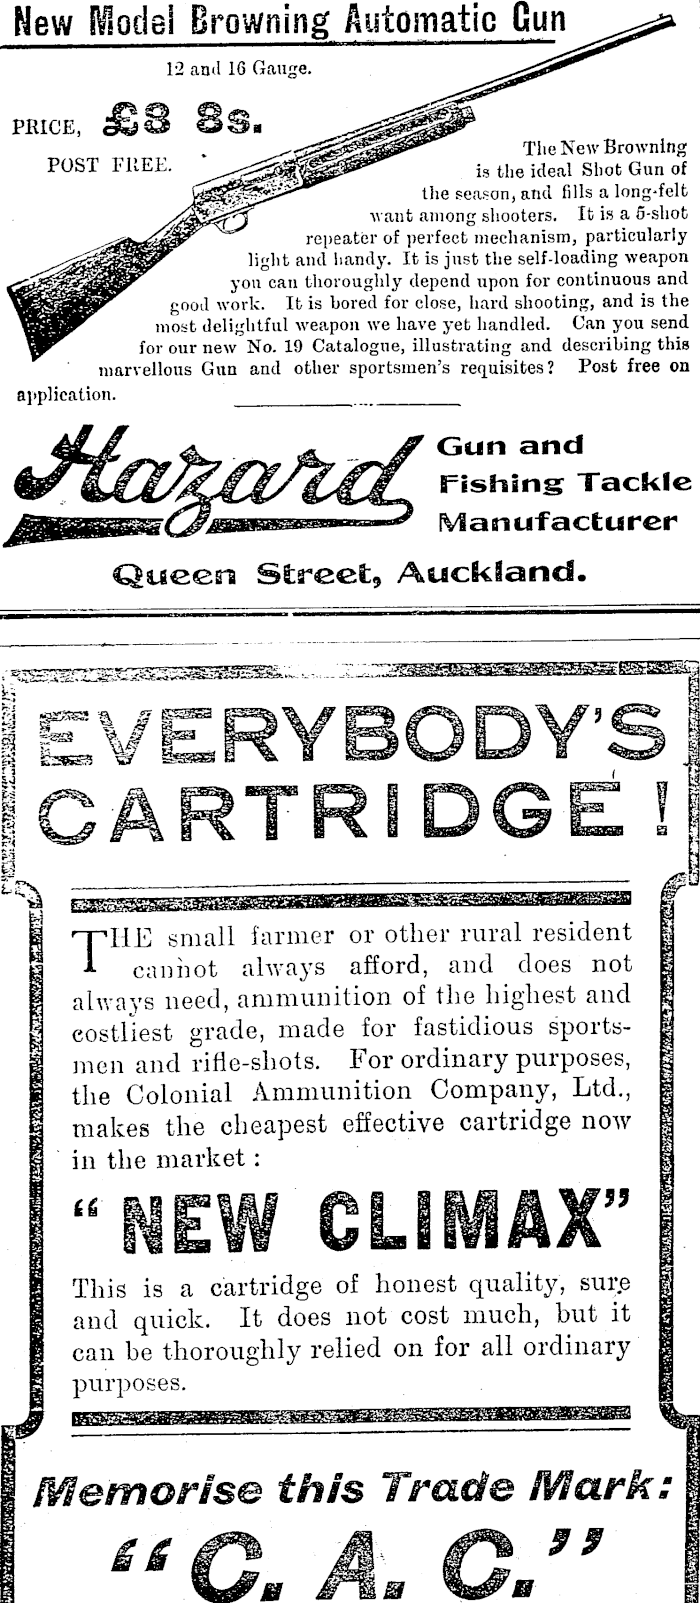 New Model Browning Automatic Gun
12 and 16 Gauge.
PRICE, £8 8s.
POST FREE.
The New Browning
is the ideal Shot Gun of
the season, and fills a long-felt
want among shooters. It is a 5-shot
repeater of perfect mechanism, particularly
light and handy. It is just the self-loading weapon
you can thoroughly depend upon for continuous and
good work. It is bored for close, hard shooting, and is the
most delightful weapon we have yet handled. Can you send
for our new No. 19 Catalogue, illustrating and describing this
marvellous Gun and other sportsmen's requisites? Post free on
application.
Hazard
Gun and
Fishing Tackle
Manufacturer
Queen Street, Auckland.
EVERYBODY'S
CARTRIDGE!
THE small farmer or other rural resident
cannot always afford, and does not
always need, ammunition of the highest and
costliest grade, made for fastidious sports-
men and rifle-shots. For ordinary purposes,
the Colonial Ammunition Company, Ltd.,
makes the cheapest effective cartridge now
in the market:
"NEW CLIMAX"
This is a cartridge of honest quality, sure
and quick. It does not cost much, but it
can be thoroughly relied on for all ordinary
purposes.
Memorise this Trade Mark:
"C. A. C."